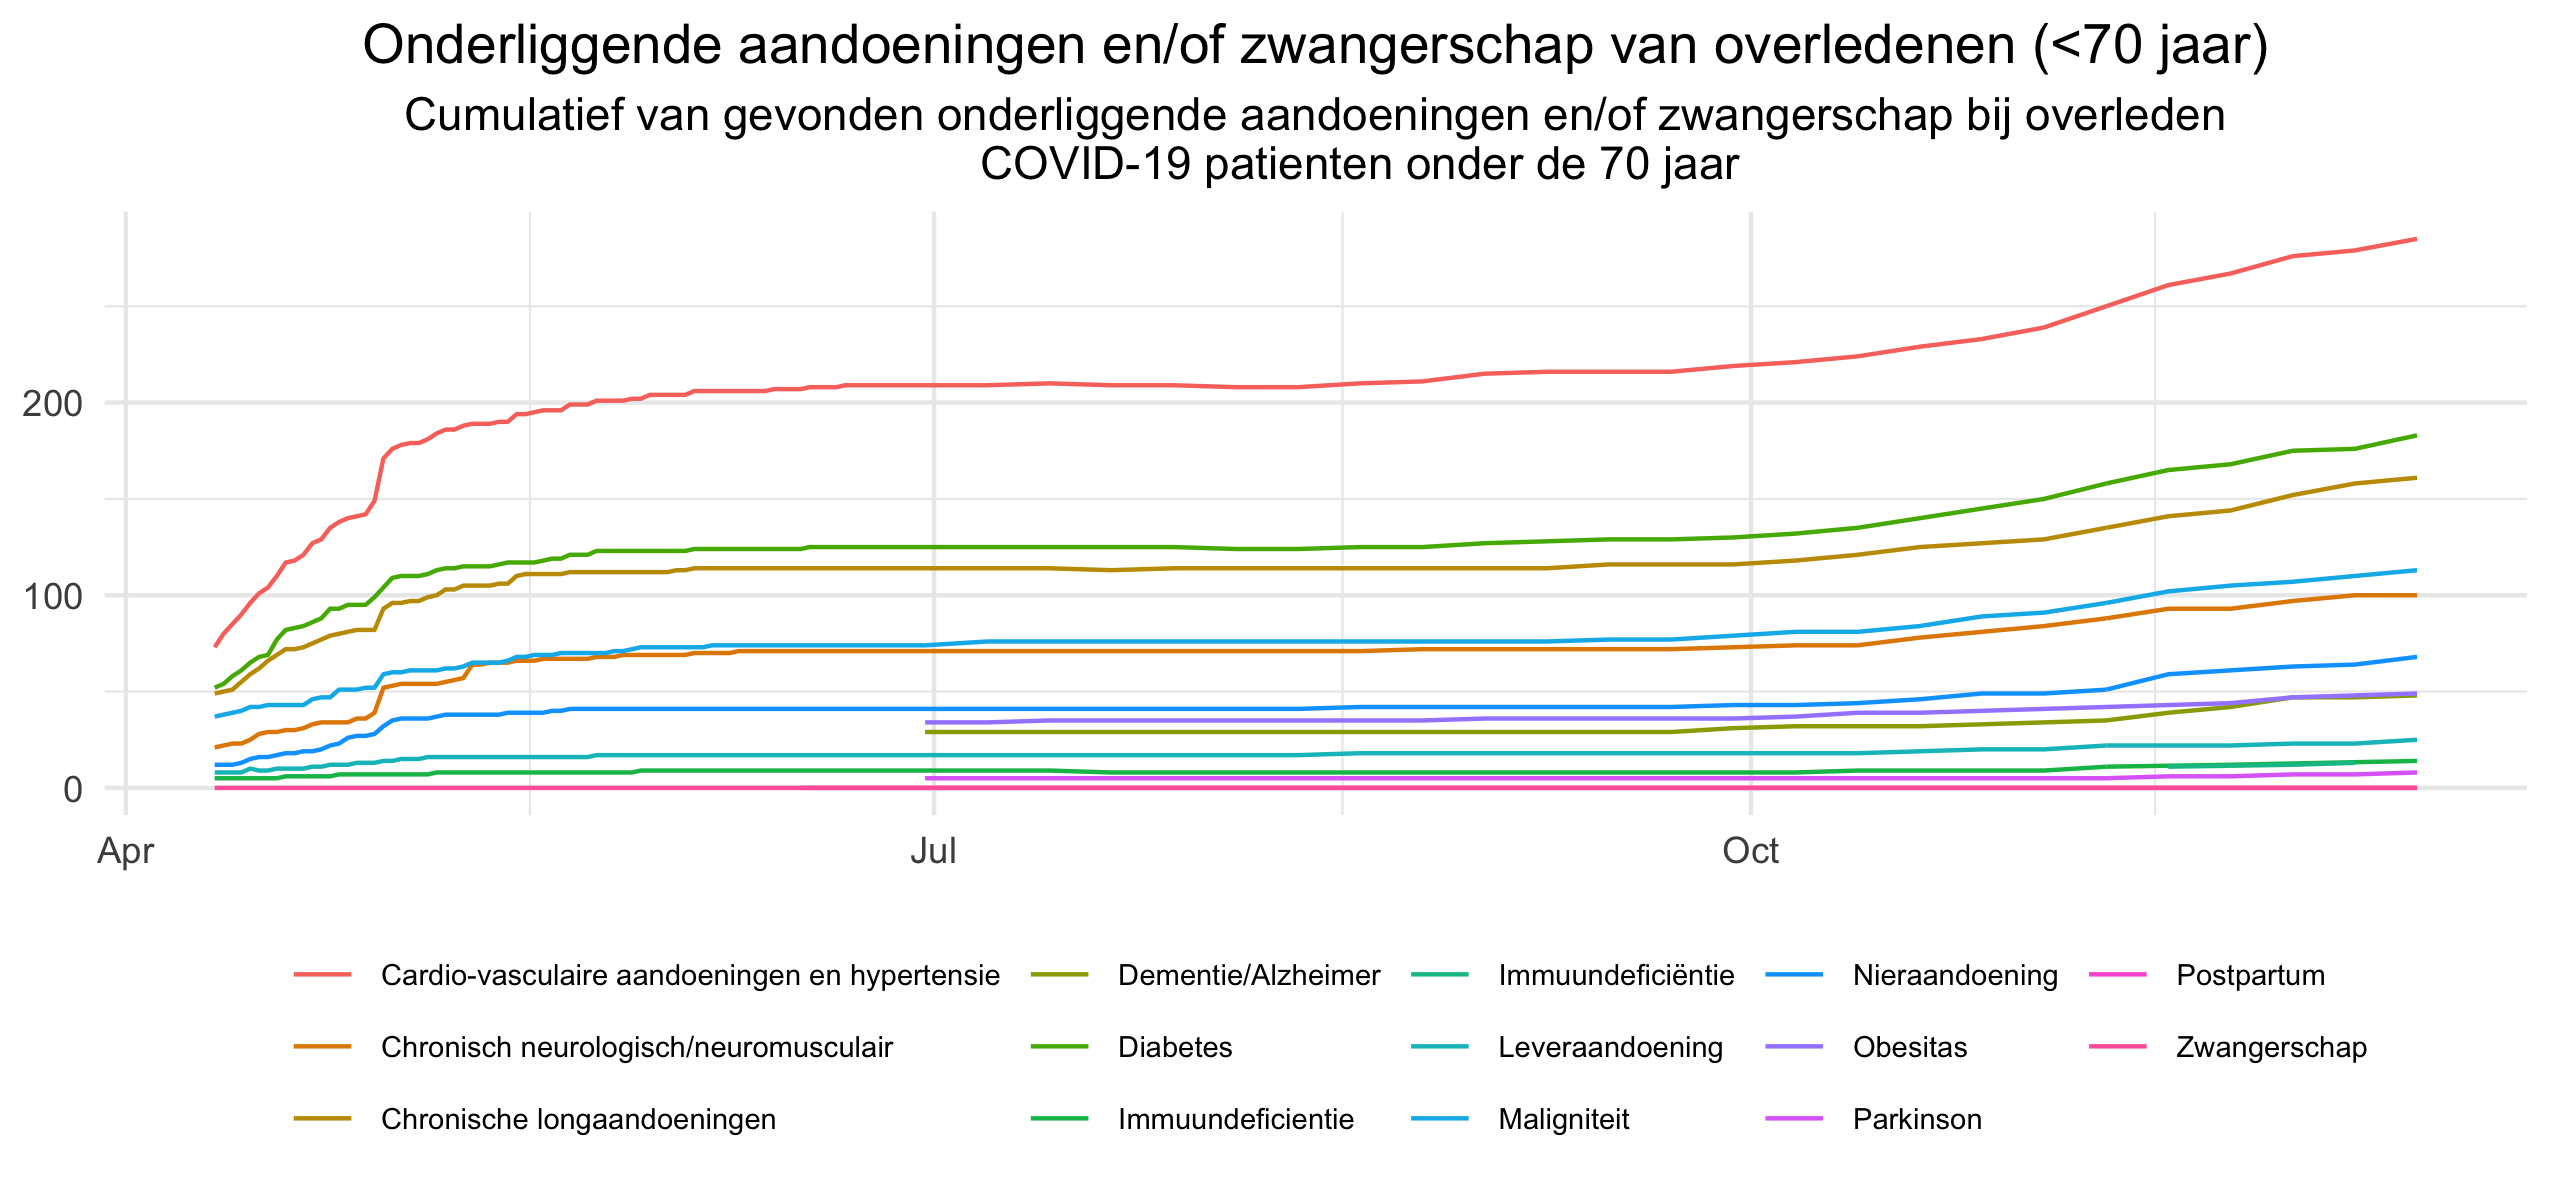 Onderliggende aandoeningen en/of zwangerschap van overledenen (<70 jaar)
Cumulatief van gevonden onderliggende aandoeningen en/of zwangerschap bij overleden
COVID-19 patienten onder de 70 jaar
200
100
0
Apr Jul Oct
Cardio-vasculaire aandoeningen en hypertensie Dementie/Alzheimer Immuundeficiëntie Nieraandoening Postpartum
Chronisch neurologisch/neuromusculair Diabetes Leveraandoening Obesitas Zwangerschap
Chronische longaandoeningen Immuundeficientie Maligniteit Parkinson